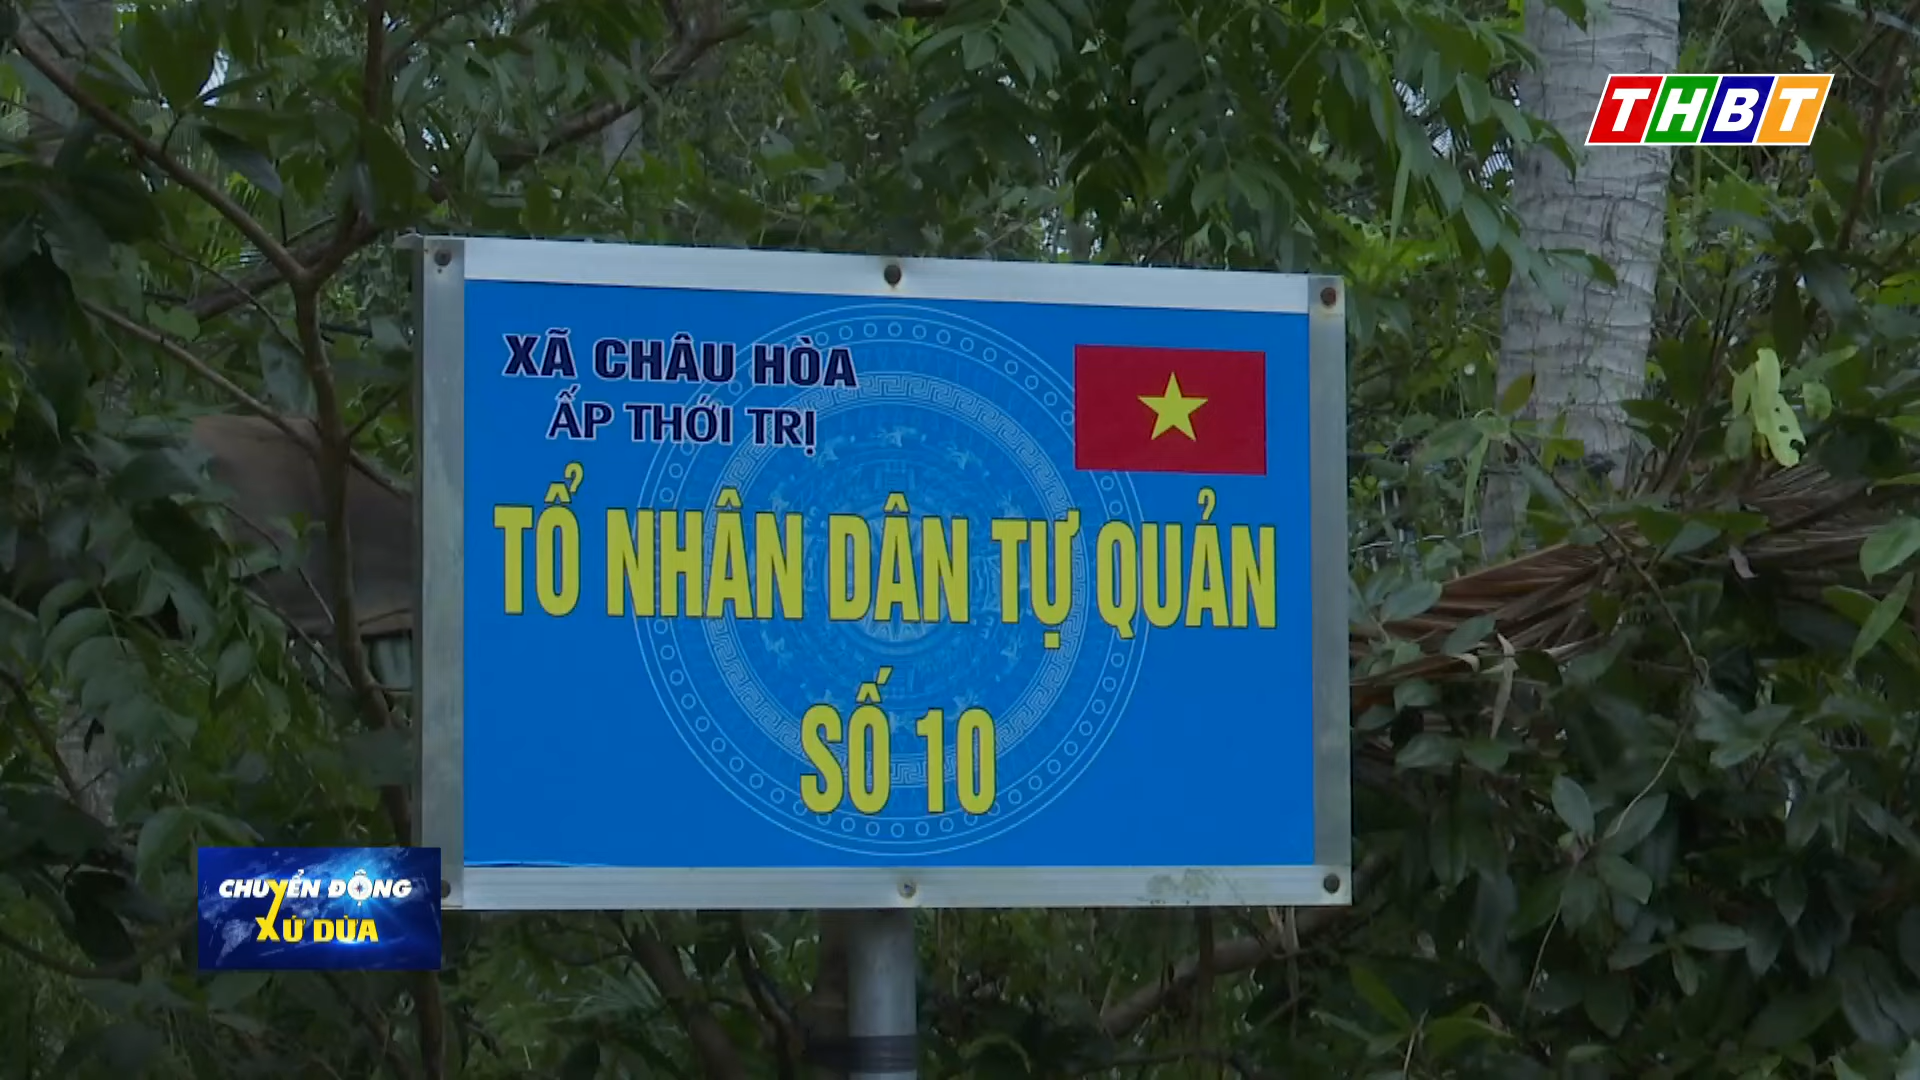 THBT
XÃ CHÂU HÒA
ẤP THỚI TRỊ
TỔ NHÂN DÂN TỰ QUẢN
SỐ 10
CHUYỂN ĐỘNG
XỨ DỪA